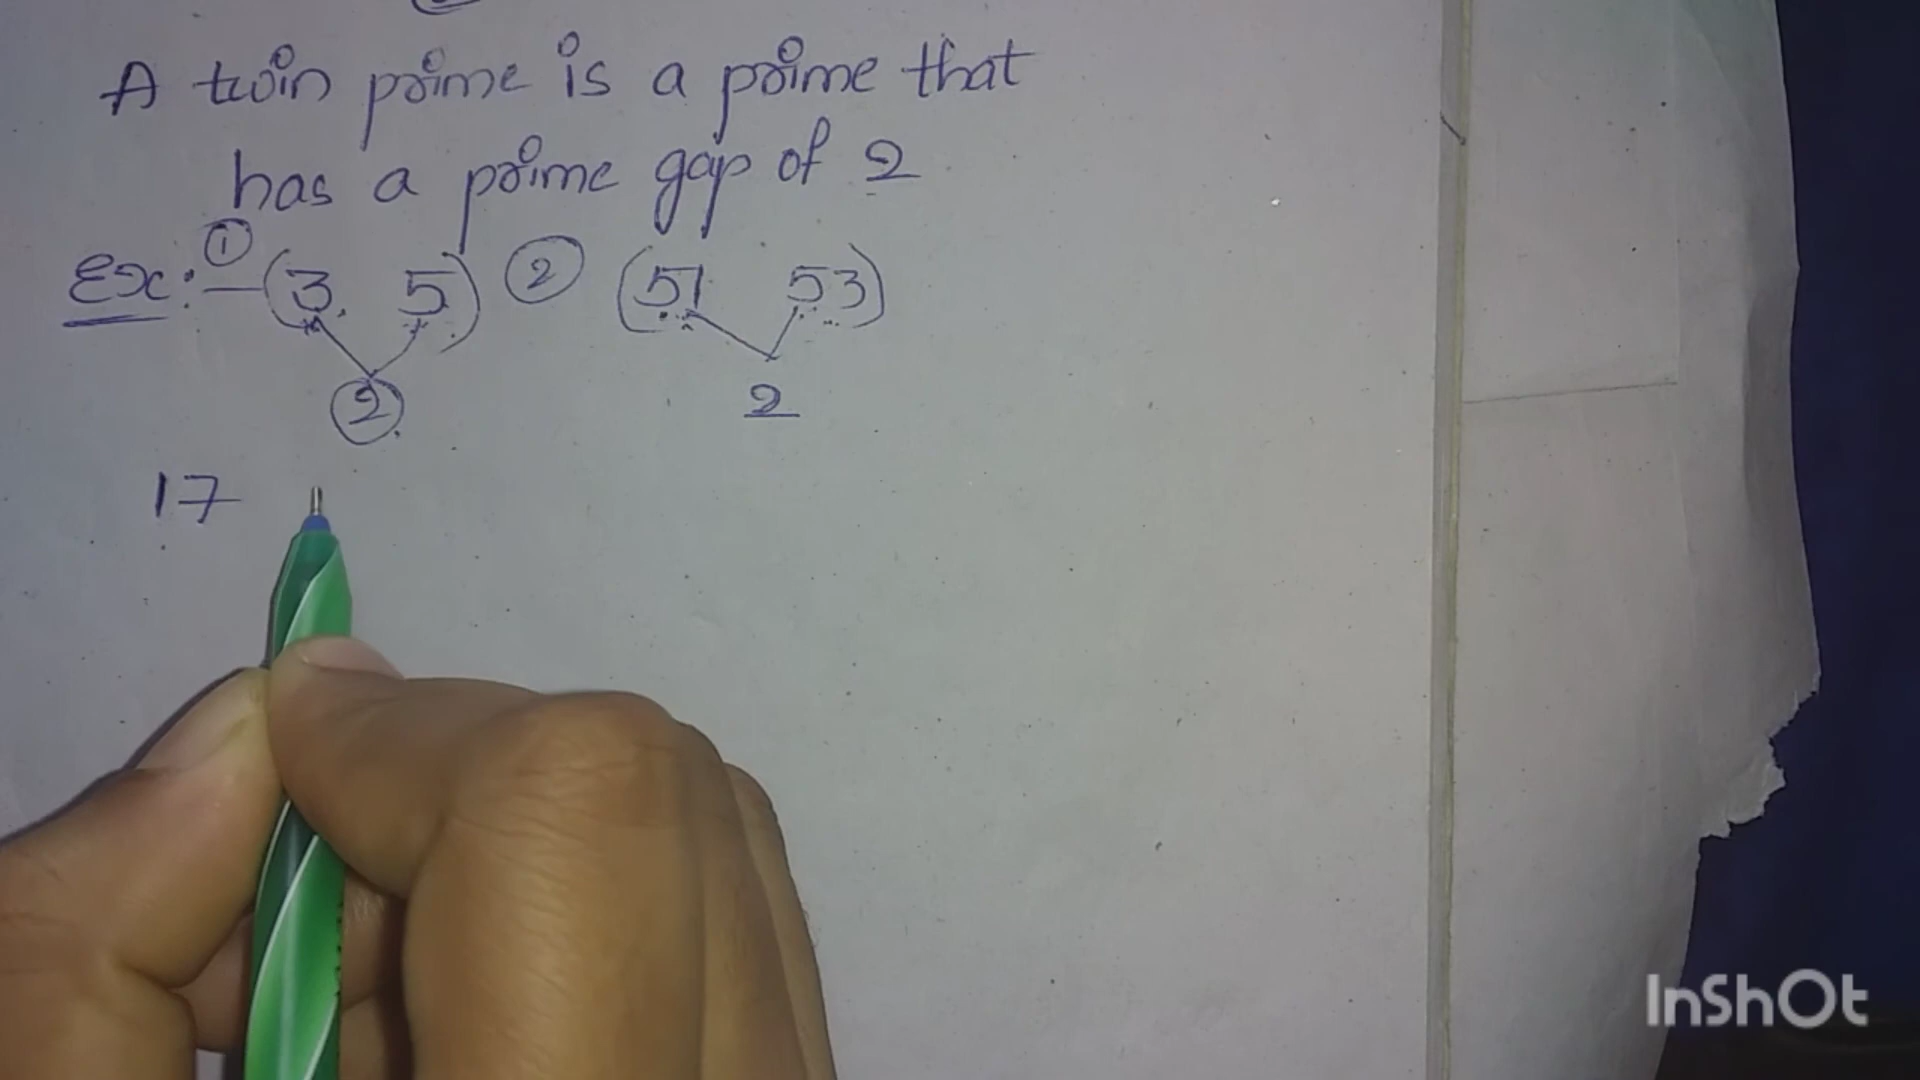 A twin prime is a prime that
has a prime gap of 2
Ex:- ① (3, 5) ② (51 53)
2 2
17
InShOt